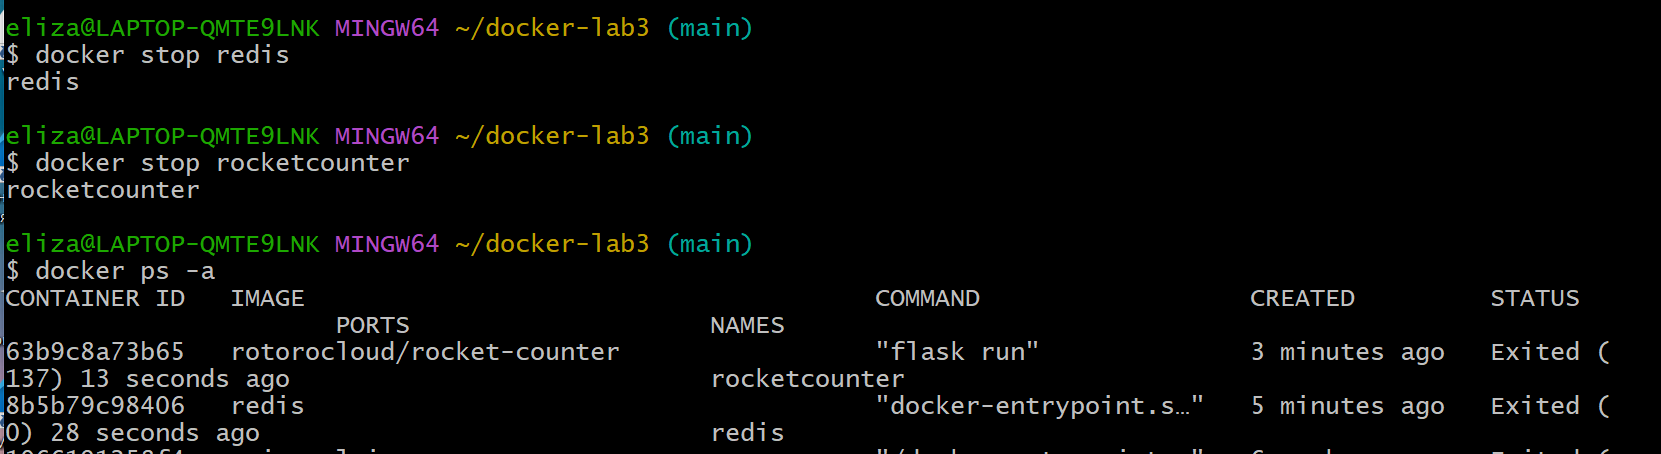 eliza@LAPTOP-QMTE9LNK MINGW64 ~/docker-lab3 (main)
$ docker stop redis
redis
eliza@LAPTOP-QMTE9LNK MINGW64 ~/docker-lab3 (main)
$ docker stop rocketcounter
rocketcounter
eliza@LAPTOP-QMTE9LNK MINGW64 ~/docker-lab3 (main)
$ docker ps -a
CONTAINER ID   IMAGE   COMMAND   CREATED   STATUS
PORTS   NAMES
63b9c8a73b65   rotorocloud/rocket-counter   "flask run"   3 minutes ago   Exited (
137) 13 seconds ago   rocketcounter
8b5b79c98406   redis   "docker-entrypoint.s…"   5 minutes ago   Exited (
0) 28 seconds ago   redis